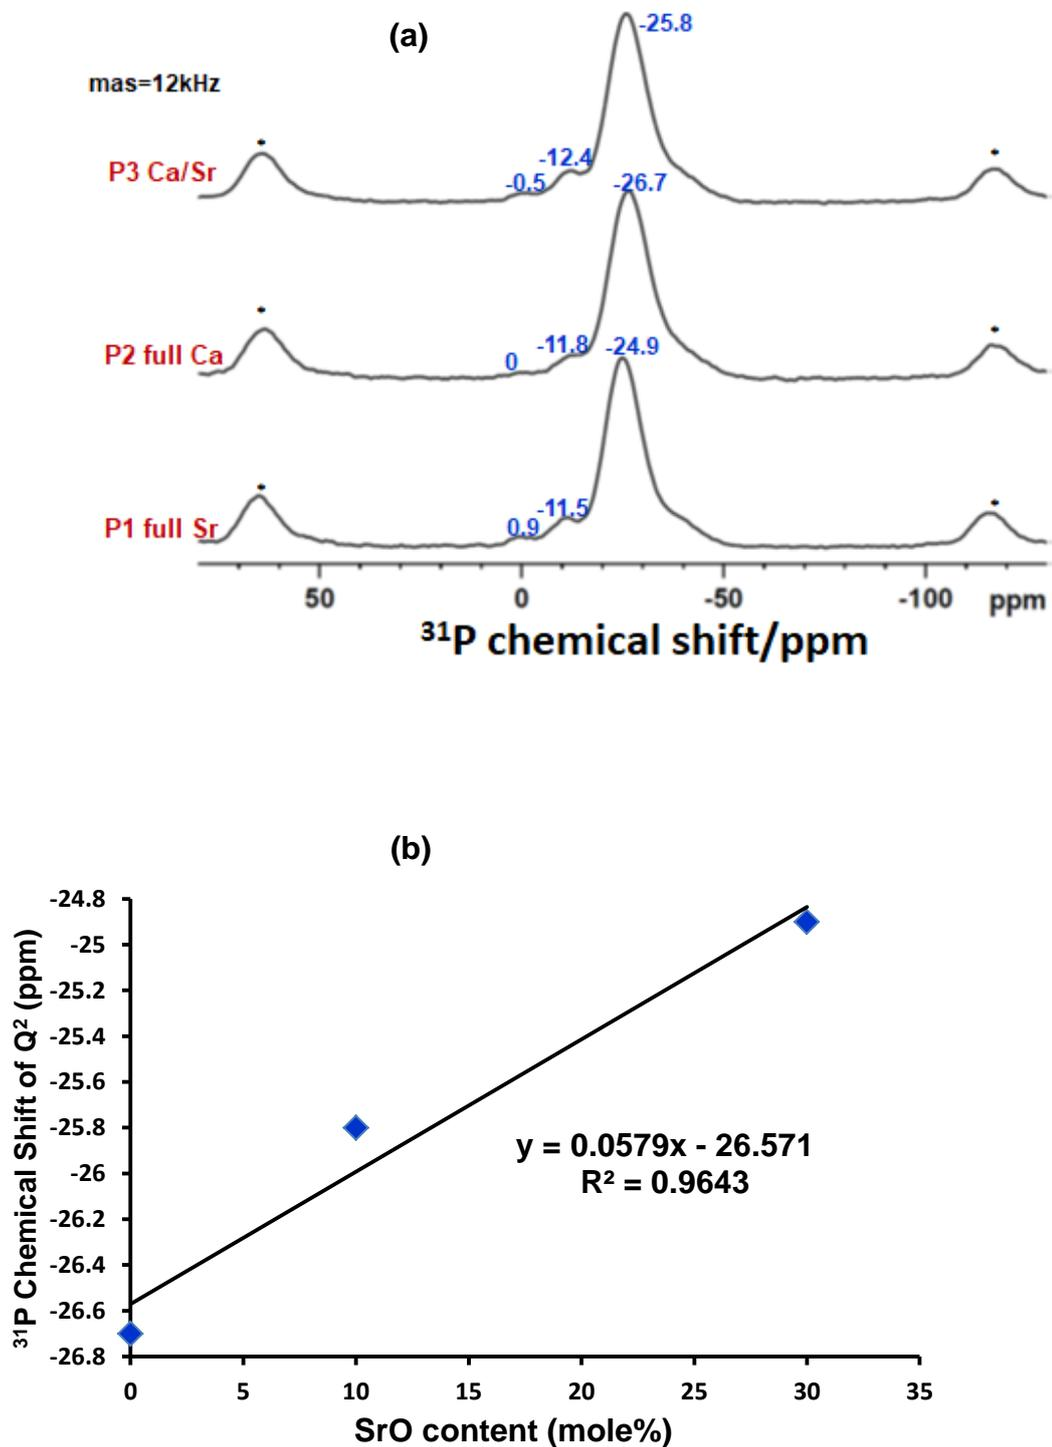 (a)
-25.8
mas=12kHz
* *
P3 Ca/Sr
-12.4
-0.5
-26.7
* *
P2 full Ca
-11.8
-24.9
0
* *
P1 full Sr
-11.5
0.9
50 0 -50 -100 ppm
³¹P chemical shift/ppm
(b)
³¹P Chemical Shift of Q² (ppm)
-24.8
-25
-25.2
-25.4
-25.6
-25.8
-26
-26.2
-26.4
-26.6
-26.8
y = 0.0579x - 26.571
R² = 0.9643
0 5 10 15 20 25 30 35
SrO content (mole%)